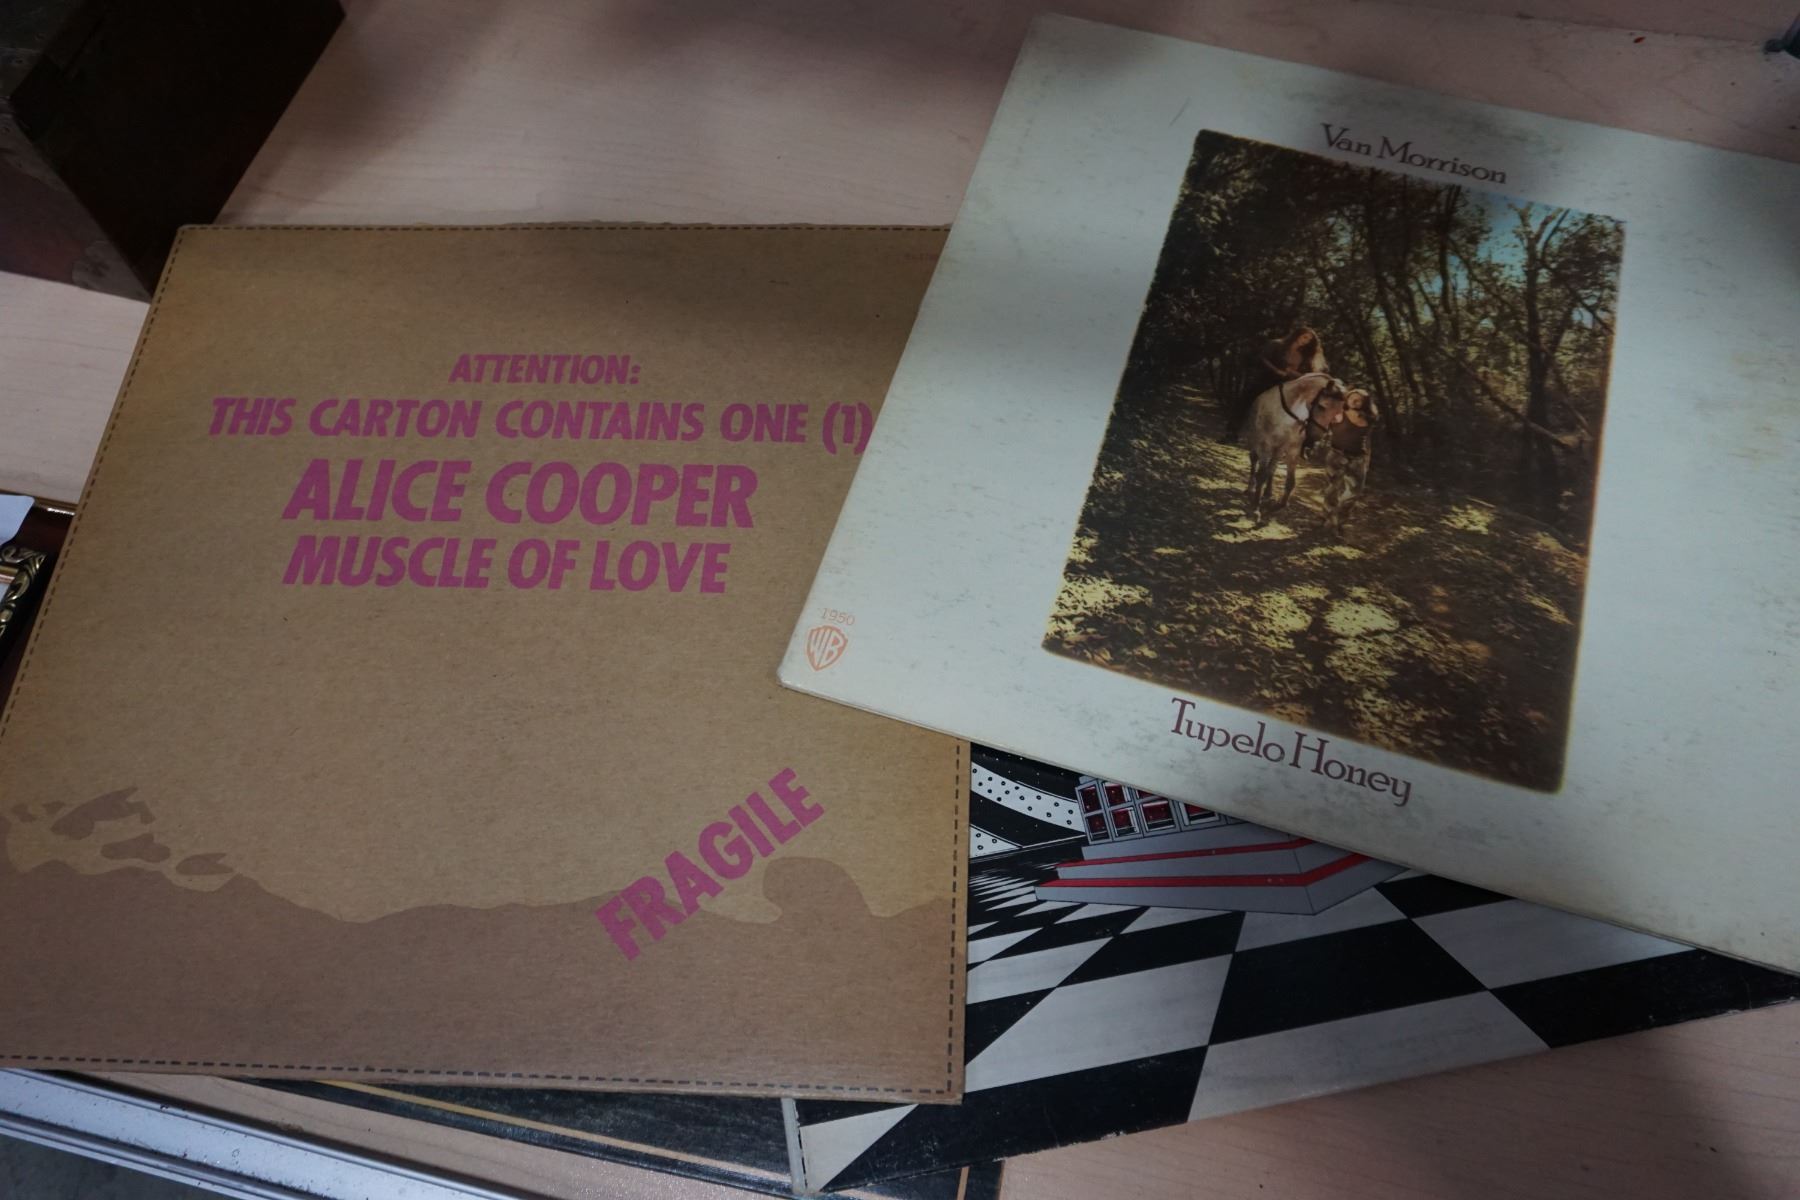 ATTENTION:
THIS CARTON CONTAINS ONE (1)
ALICE COOPER
MUSCLE OF LOVE
FRAGILE
Van Morrison
1950
WB
Tupelo Honey